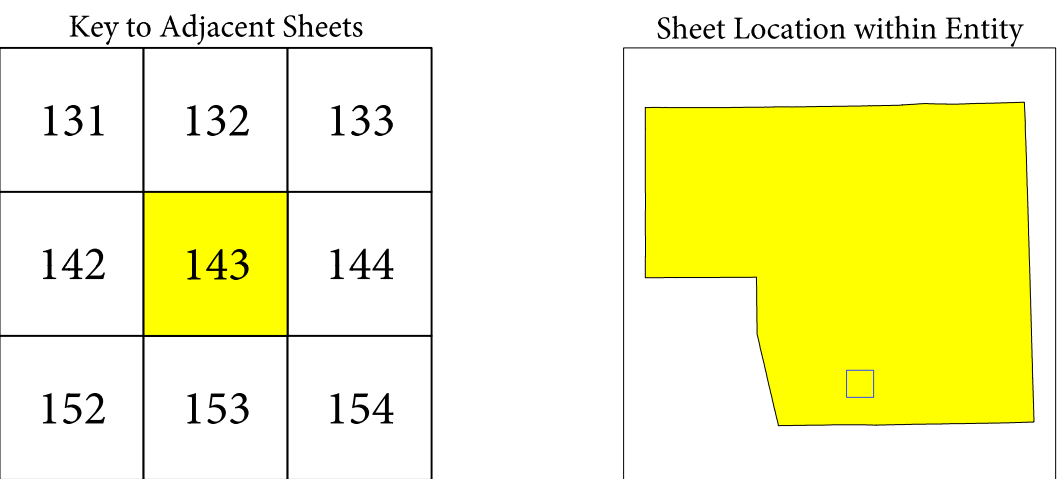 Key to Adjacent Sheets
Sheet Location within Entity
131 132 133
142 143 144
152 153 154